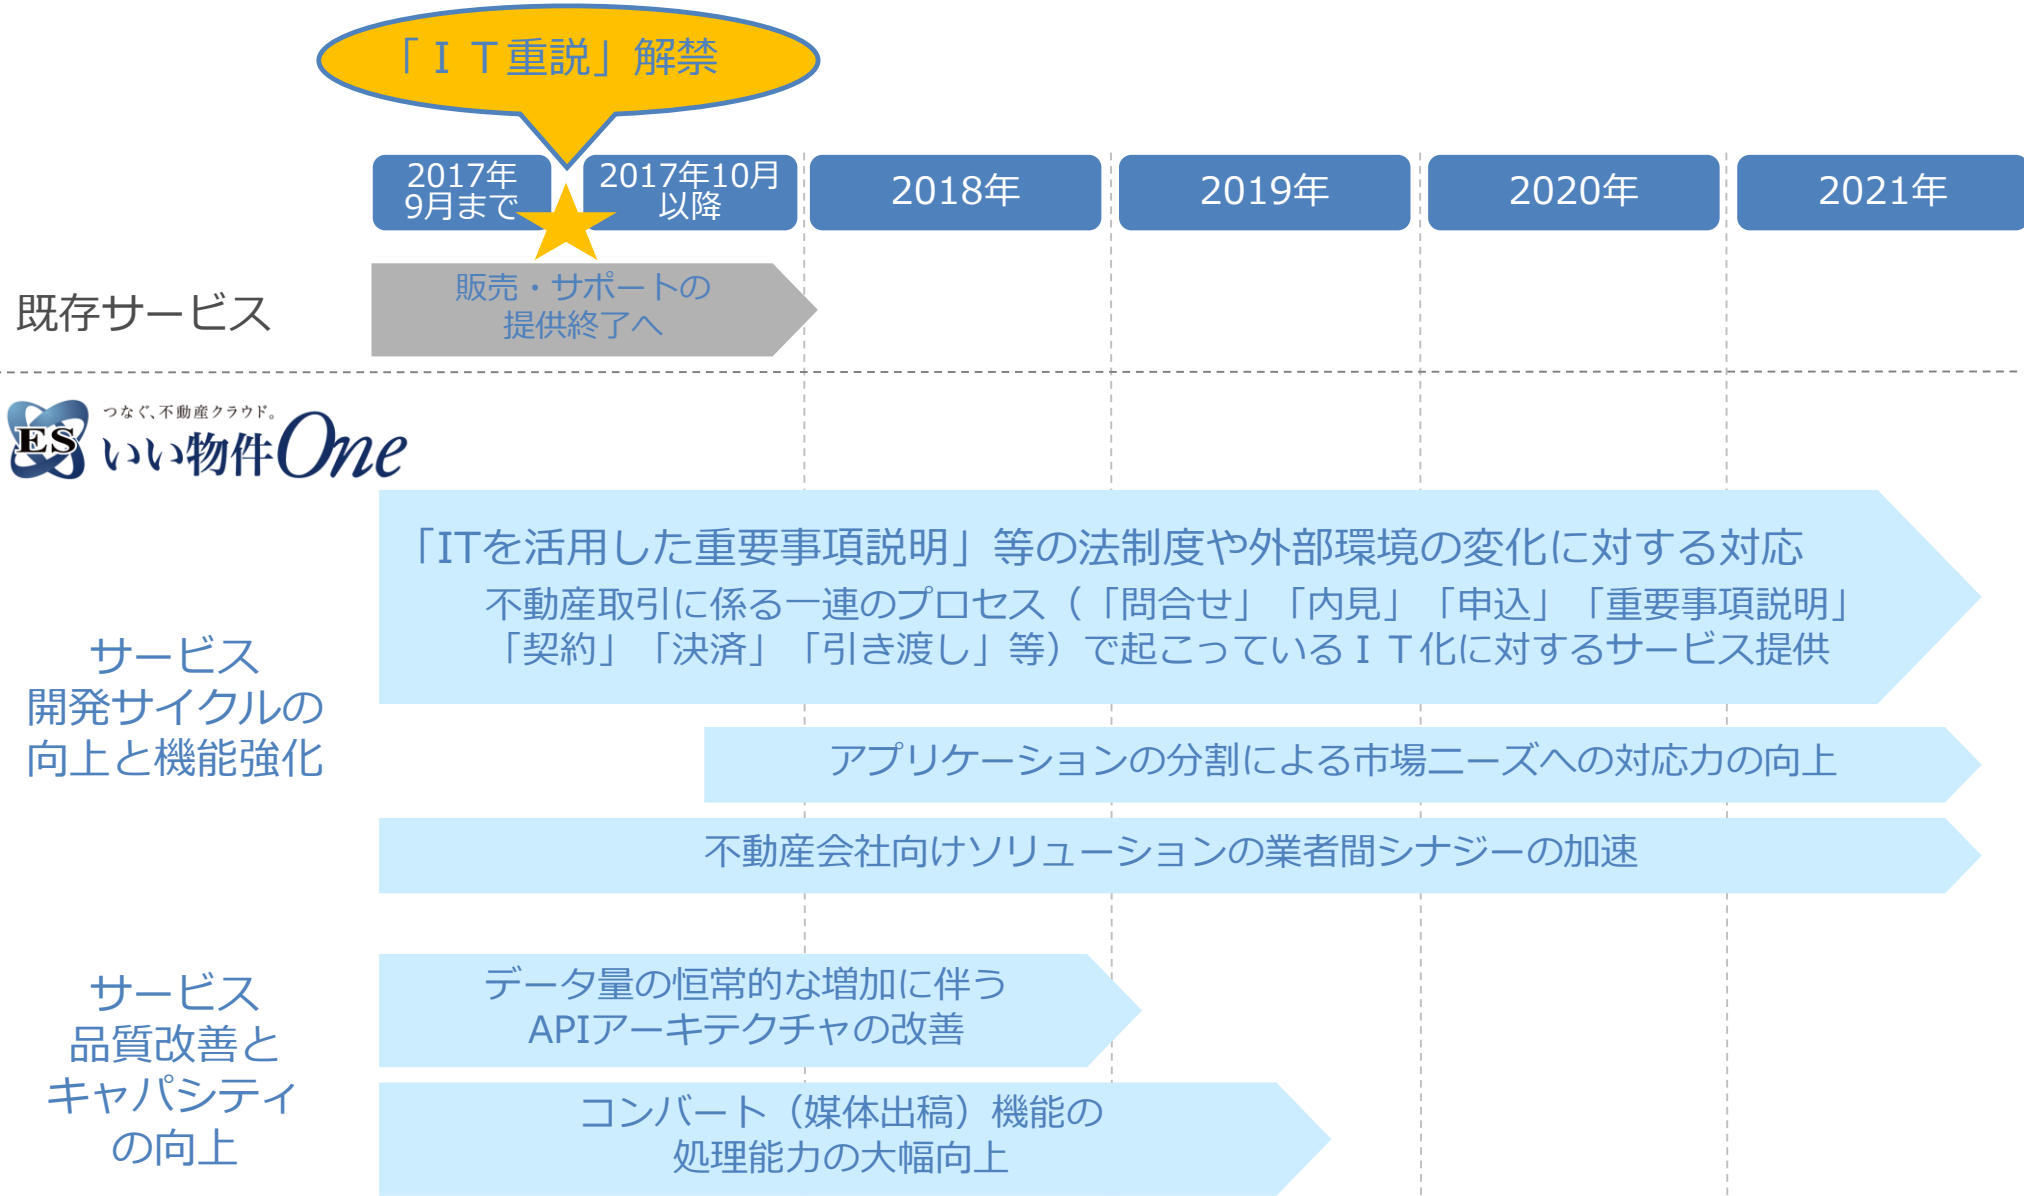 「ＩＴ重説」解禁
2017年
9月まで
2017年10月
以降
2018年
2019年
2020年
2021年
既存サービス
販売・サポートの
提供終了へ
ES
つなぐ、不動産クラウド。
いい物件One
サービス
開発サイクルの
向上と機能強化
「ITを活用した重要事項説明」等の法制度や外部環境の変化に対する対応
不動産取引に係る一連のプロセス（「問合せ」「内見」「申込」「重要事項説明」
「契約」「決済」「引き渡し」等）で起こっているＩＴ化に対するサービス提供
アプリケーションの分割による市場ニーズへの対応力の向上
不動産会社向けソリューションの業者間シナジーの加速
サービス
品質改善と
キャパシティ
の向上
データ量の恒常的な増加に伴う
APIアーキテクチャの改善
コンバート（媒体出稿）機能の
処理能力の大幅向上